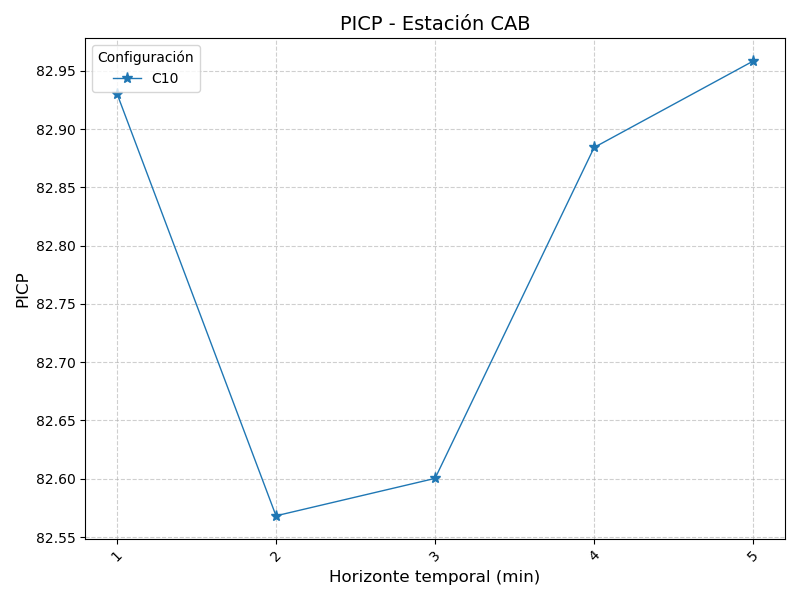 PICP - Estación CAB
Configuración
C10
82.95
82.90
82.85
82.80
82.75
82.70
82.65
82.60
82.55
PICP
1
2
3
4
5
Horizonte temporal (min)